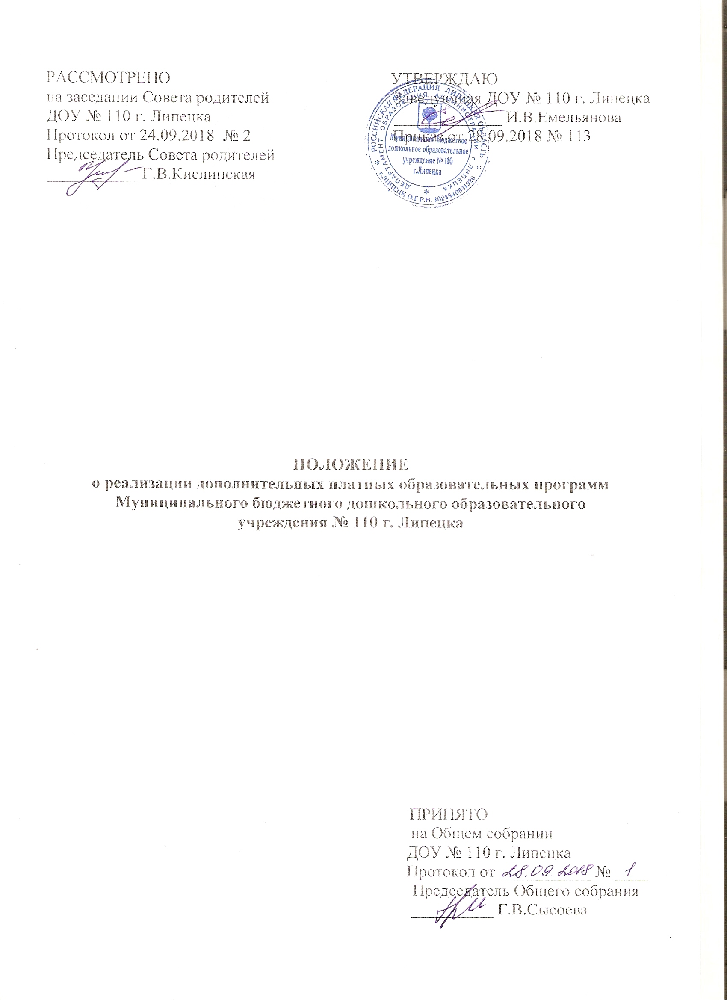 РАССМОТРЕНО
на заседании Совета родителей
ДОУ № 110 г. Липецка
Протокол от 24.09.2018 № 2
Председатель Совета родителей
Г.В.Кислинская
УТВЕРЖДАЮ
Заведующая ДОУ № 110 г. Липецка
И.В.Емельянова
Приказ от 28.09.2018 № 113
РОССИЙСКАЯ ФЕДЕРАЦИЯ ЛИПЕЦКАЯ ОБЛАСТЬ
* г.ЛИПЕЦК О.Г.Р.Н. 1024840841926 *
ДЕПАРТАМЕНТ ОБРАЗОВАНИЯ АДМИНИСТРАЦИИ г ЛИПЕЦКА *
Муниципальное бюджетное
дошкольное образовательное
учреждение № 110
г.Липецка
ПОЛОЖЕНИЕ
о реализации дополнительных платных образовательных программ
Муниципального бюджетного дошкольного образовательного
учреждения № 110 г. Липецка
ПРИНЯТО
на Общем собрании
ДОУ № 110 г. Липецка
Протокол от 28.09.2018 № 1
Председатель Общего собрания
Г.В.Сысоева